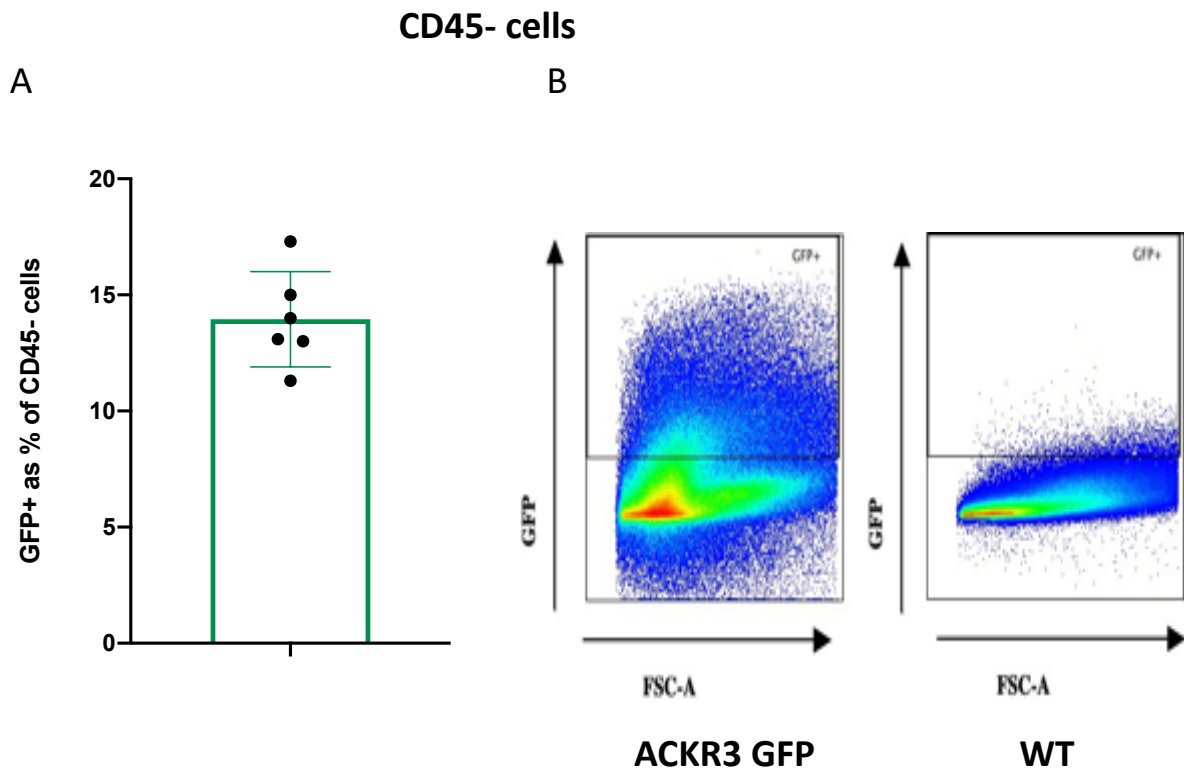 CD45- cells
A
B
20
15
10
5
0
GFP+ as % of CD45- cells
GFP+
GFP
FSC-A
ACKR3 GFP
GFP+
GFP
FSC-A
WT